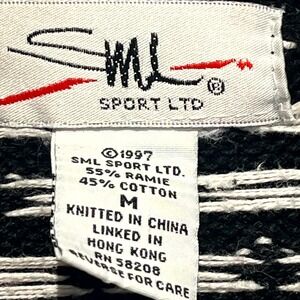 SML ®
SPORT LTD
©1997
SML SPORT LTD.
55% RAMIE
45% COTTON
M
KNITTED IN CHINA
LINKED IN
HONG KONG
RN 58208
REVERSE FOR CARE